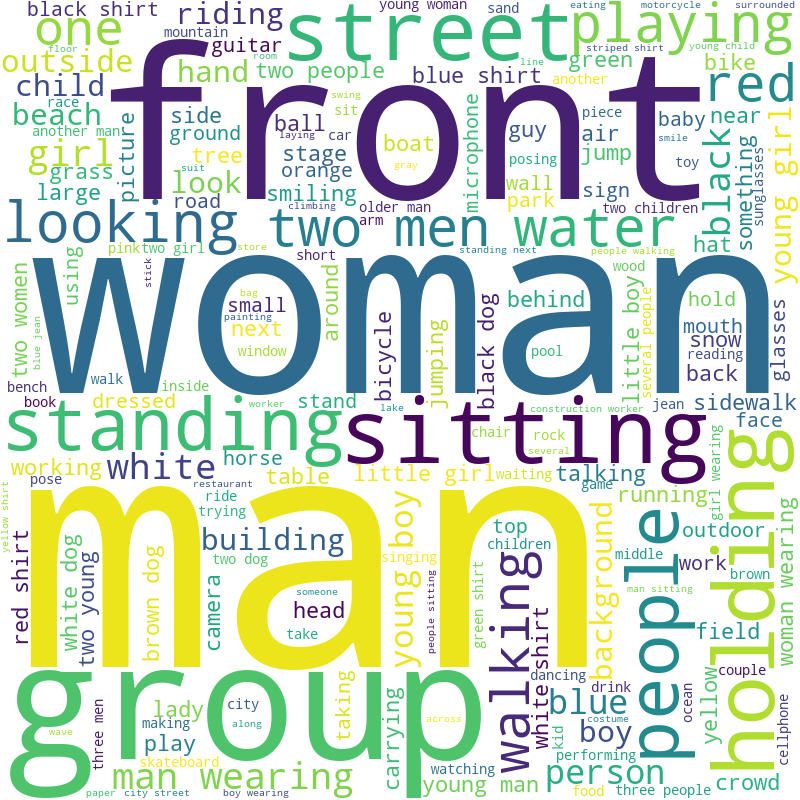 black shirt
riding
young woman
sand
eating
motorcycle
surrounded
one
mountain
street
playing
floor
guitar
room
line
striped shirt
young child
outside
hand
two people
blue shirt
green
another
bike
red
child
race
side
swing
sit
ball
car
boat
guy
air
piece
baby
near
beach
another man
picture
ground
laying
front
microphone
posing
jump
smile
toy
black
something
sunglasses
young girl
girl
grass
tree
suit
stage
orange
gray
wall
park
sign
large
look
road
smiling
climbing
older man
arm
two children
hat
looking
two men
water
pink
two girl
store
short
standing next
people walking
two women
using
stick
woman
around
bag
small
painting
next
window
blue jean
behind
wood
little boy
several people
hold
mouth
snow
reading
glasses
back
bench
book
walk
inside
dressed
worker
stand
bicycle
jumping
lake
black dog
pool
construction worker
jean
sidewalk
face
standing
sitting
chair
rock
several
yellow shirt
working
pose
white
horse
restaurant
table
little girl
waiting
talking
game
running
girl wearing
holding
woman wearing
ride
trying
man
building
two dog
singing
young boy
top
children
outdoor
middle
work
brown
man sitting
red shirt
white dog
two young
brown dog
camera
someone
head
take
people sitting
green shirt
walking
white shirt
background
people
field
couple
group
lady
city
along
taking
carrying
across
dancing
drink
blue
costume
boy
yellow
ocean
cellphone
three men
making
play
wave
skateboard
watching
kid
performing
person
crowd
man wearing
young man
food
three people
paper
city street
boy wearing